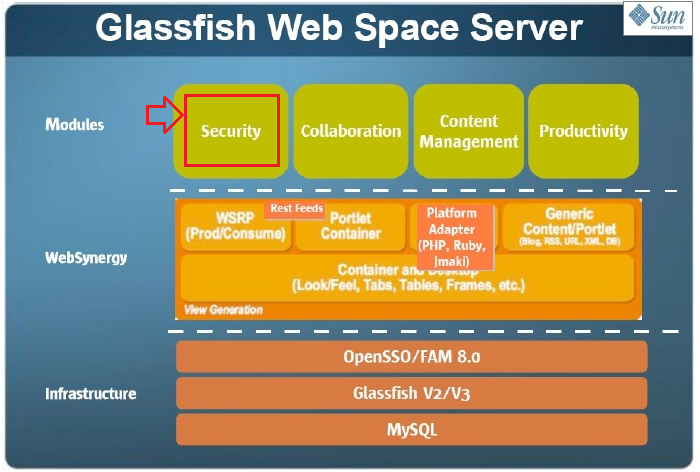 Glassfish Web Space Server
Sun
microsystems
Modules
Security
Collaboration
Content
Management
Productivity
WebSynergy
WSRP
(Prod/Consume)
Rest Feeds
Portlet
Container
Platform
Adapter
(PHP, Ruby,
Jmaki)
Generic
Content/Portlet
(Blog, RSS, URL, XML, DB)
Container and Desktop
(Look/Feel, Tabs, Tables, Frames, etc.)
View Generation
Infrastructure
OpenSSO/FAM 8.0
Glassfish V2/V3
MySQL